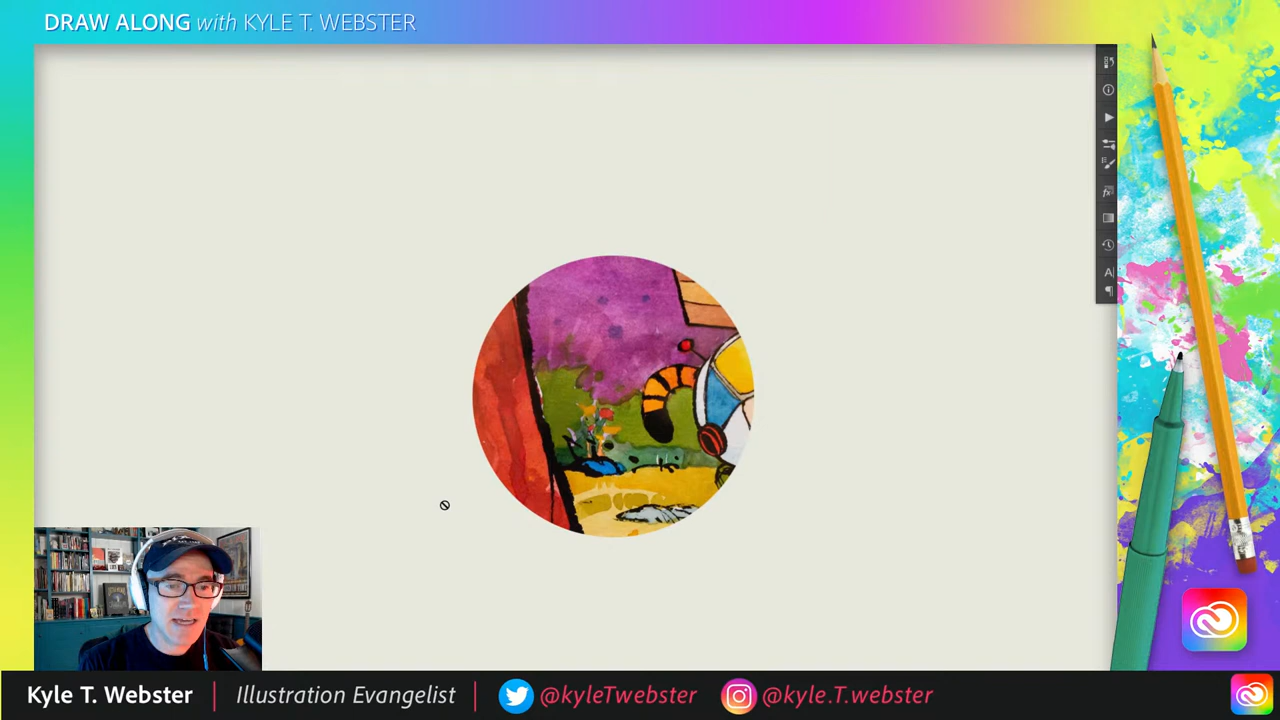 DRAW ALONG with KYLE T. WEBSTER
Kyle T. Webster | Illustration Evangelist | @kyleTwebster @kyle.T.webster